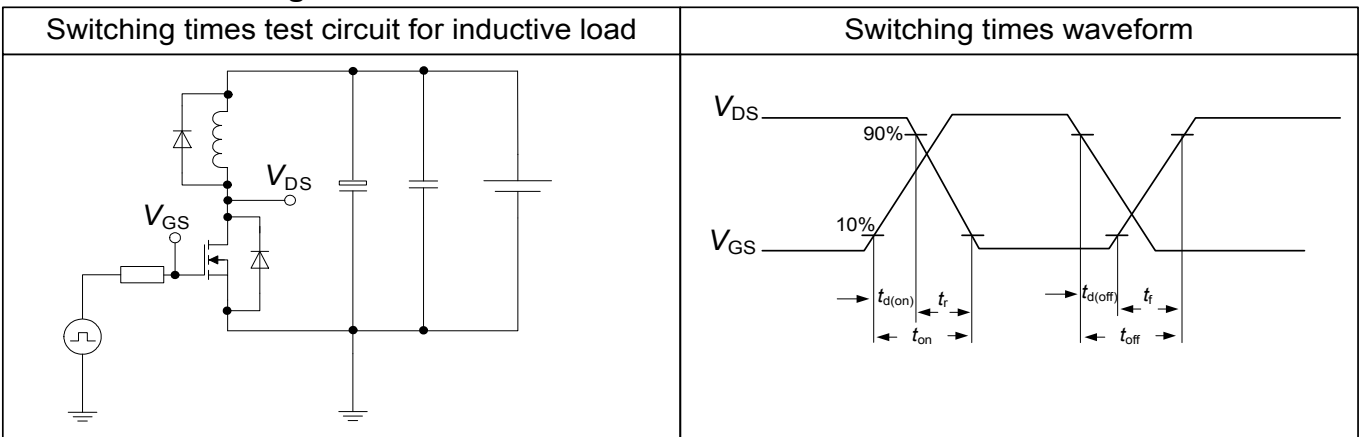 Switching times test circuit for inductive load
Switching times waveform
VDS
VGS
VDS
90%
10%
VGS
td(on)
tr
ton
td(off)
tf
toff